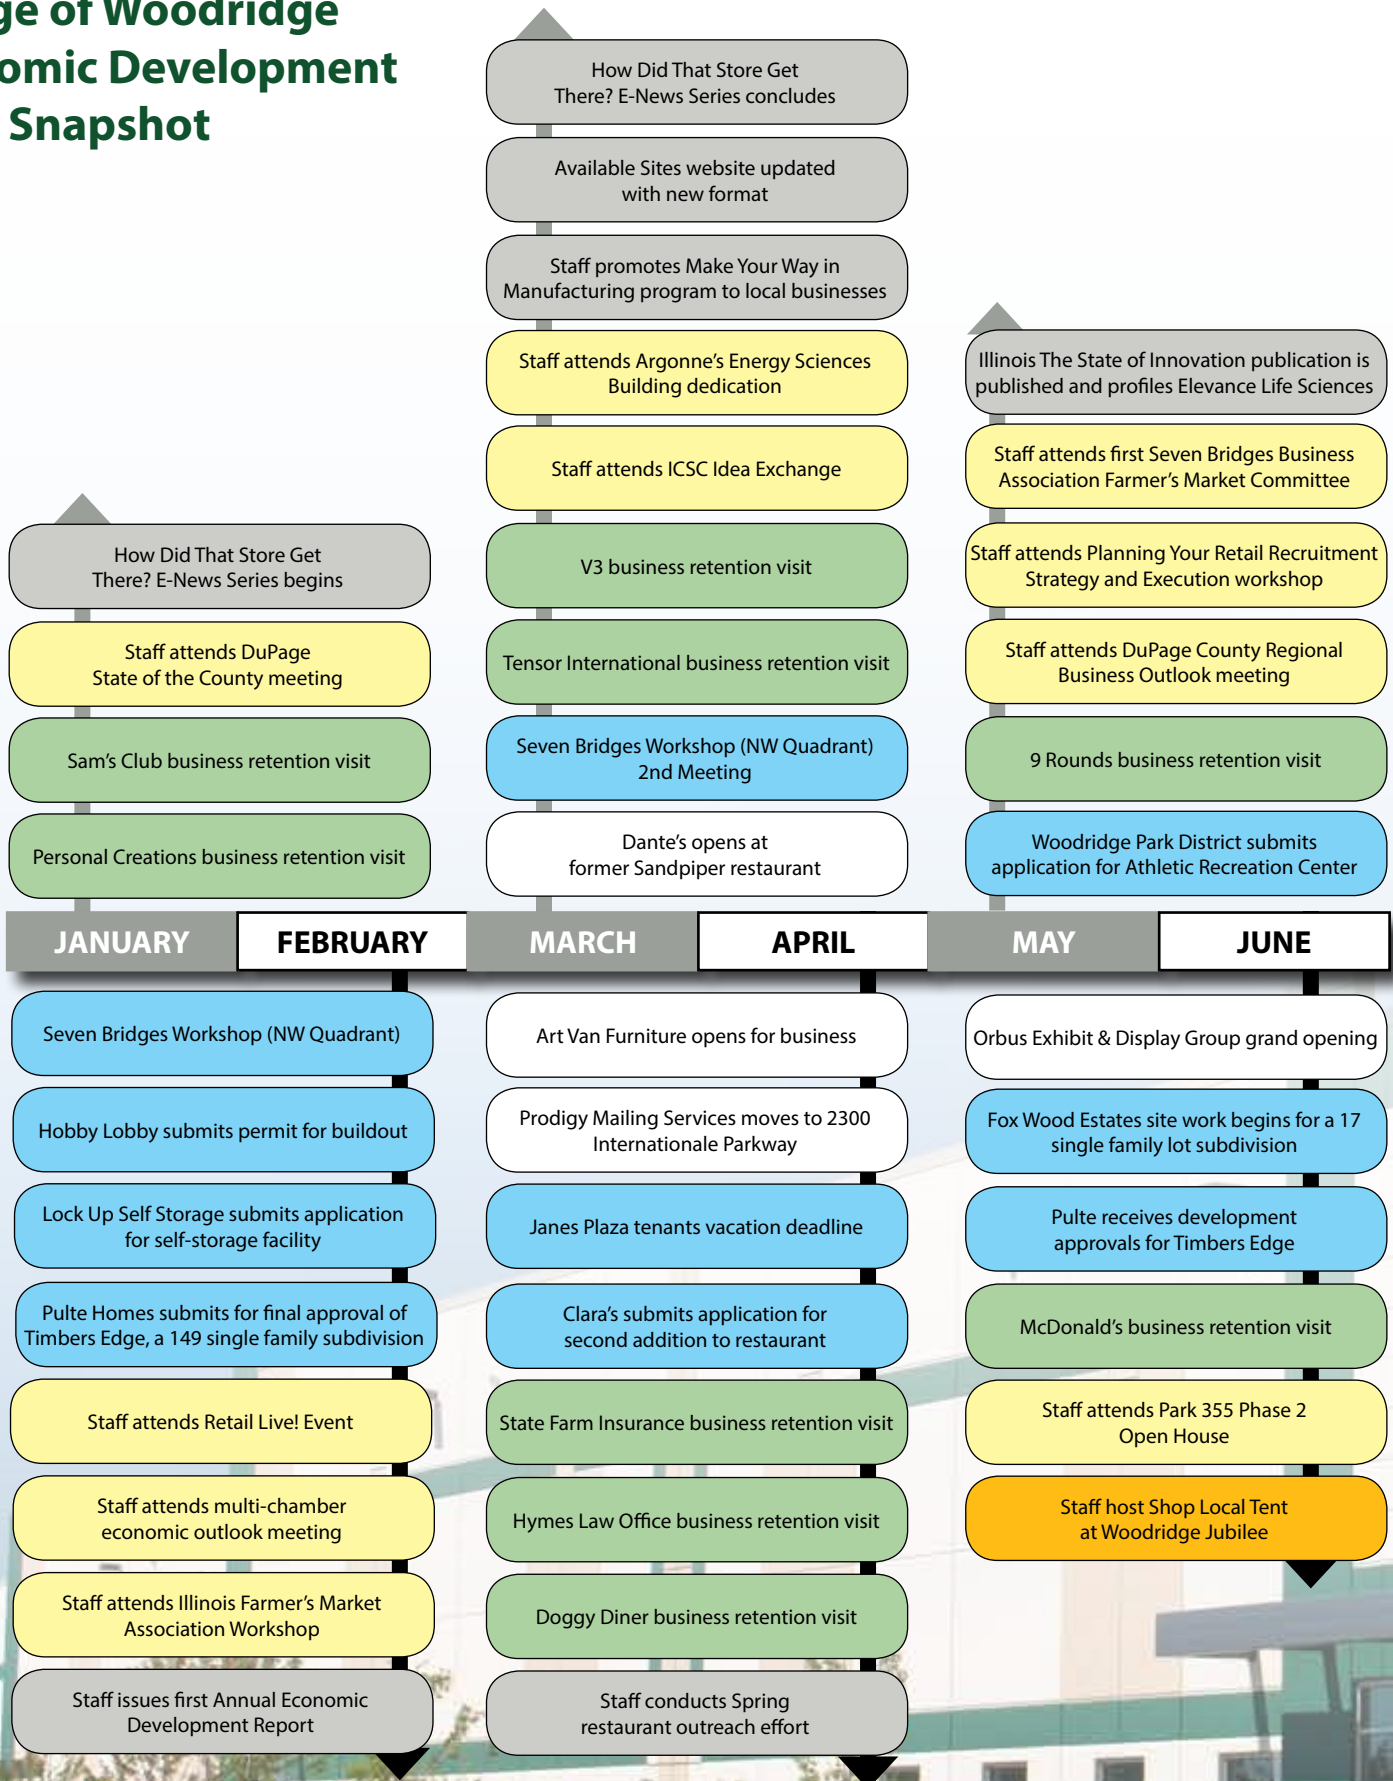 ge of Woodridge
omic Development
Snapshot
How Did That Store Get
There? E-News Series concludes
Available Sites website updated
with new format
Staff promotes Make Your Way in
Manufacturing program to local businesses
Staff attends Argonne's Energy Sciences
Building dedication
Staff attends ICSC Idea Exchange
V3 business retention visit
Tensor International business retention visit
Seven Bridges Workshop (NW Quadrant)
2nd Meeting
Dante's opens at
former Sandpiper restaurant
Illinois The State of Innovation publication is
published and profiles Elevance Life Sciences
Staff attends first Seven Bridges Business
Association Farmer's Market Committee
Staff attends Planning Your Retail Recruitment
Strategy and Execution workshop
Staff attends DuPage County Regional
Business Outlook meeting
9 Rounds business retention visit
Woodridge Park District submits
application for Athletic Recreation Center
How Did That Store Get
There? E-News Series begins
Staff attends DuPage
State of the County meeting
Sam's Club business retention visit
Personal Creations business retention visit
JANUARY
FEBRUARY
MARCH
APRIL
MAY
JUNE
Seven Bridges Workshop (NW Quadrant)
Hobby Lobby submits permit for buildout
Lock Up Self Storage submits application
for self-storage facility
Pulte Homes submits for final approval of
Timbers Edge, a 149 single family subdivision
Staff attends Retail Live! Event
Staff attends multi-chamber
economic outlook meeting
Staff attends Illinois Farmer's Market
Association Workshop
Staff issues first Annual Economic
Development Report
Art Van Furniture opens for business
Prodigy Mailing Services moves to 2300
Internationale Parkway
Janes Plaza tenants vacation deadline
Clara's submits application for
second addition to restaurant
State Farm Insurance business retention visit
Hymes Law Office business retention visit
Doggy Diner business retention visit
Staff conducts Spring
restaurant outreach effort
Orbus Exhibit & Display Group grand opening
Fox Wood Estates site work begins for a 17
single family lot subdivision
Pulte receives development
approvals for Timbers Edge
McDonald's business retention visit
Staff attends Park 355 Phase 2
Open House
Staff host Shop Local Tent
at Woodridge Jubilee